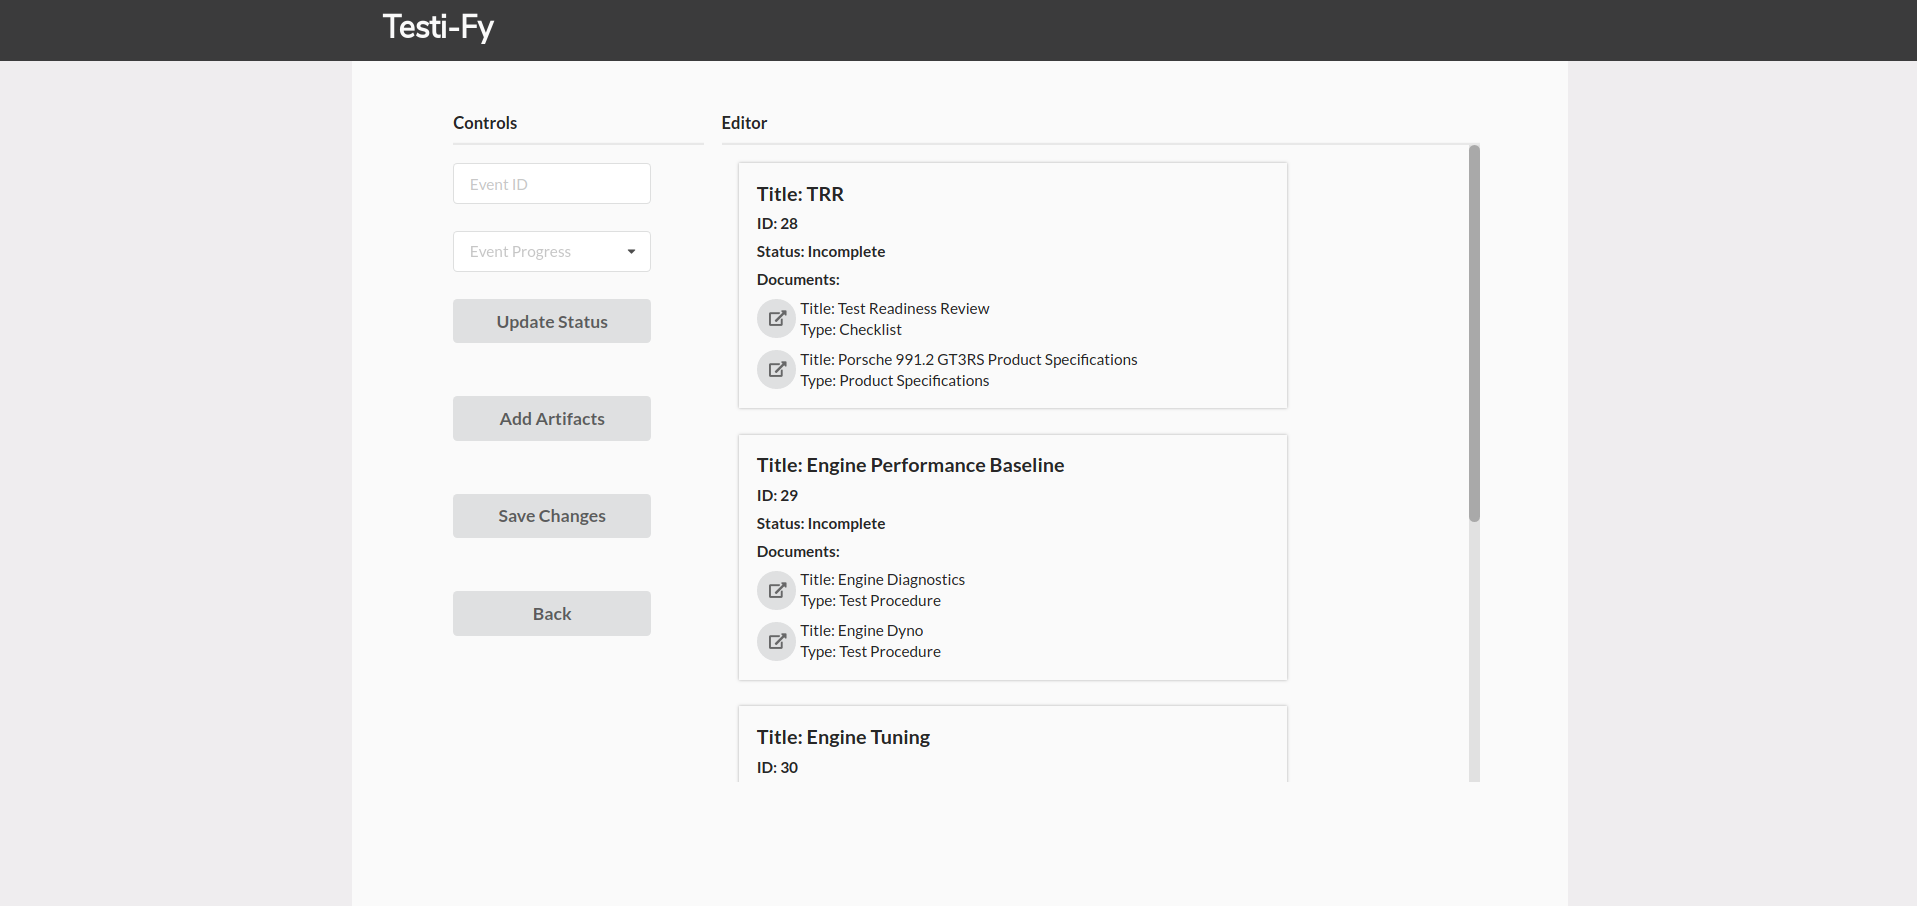 Testi-Fy
Controls
Event ID
Event Progress
Update Status
Add Artifacts
Save Changes
Back
Editor
Title: TRR
ID: 28
Status: Incomplete
Documents:
Title: Test Readiness Review
Type: Checklist
Title: Porsche 991.2 GT3RS Product Specifications
Type: Product Specifications
Title: Engine Performance Baseline
ID: 29
Status: Incomplete
Documents:
Title: Engine Diagnostics
Type: Test Procedure
Title: Engine Dyno
Type: Test Procedure
Title: Engine Tuning
ID: 30